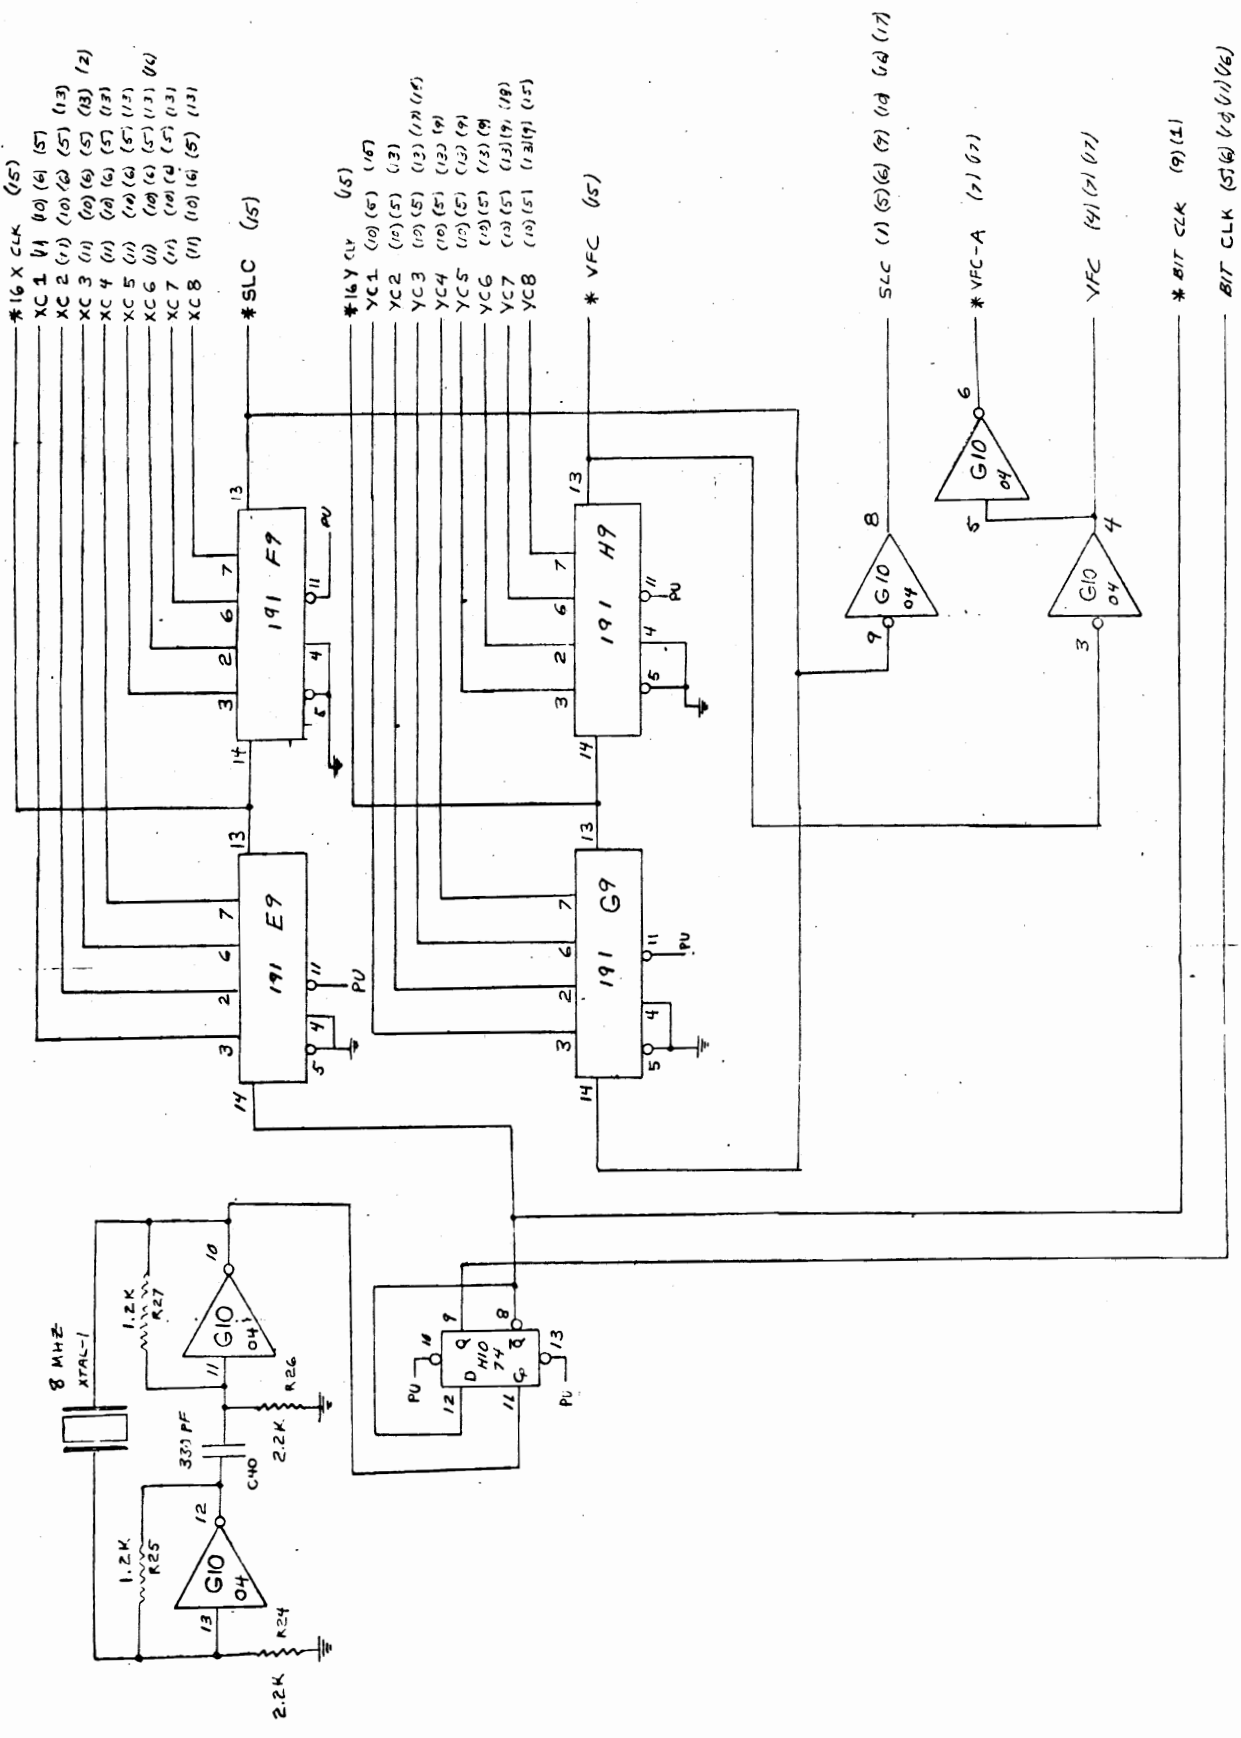 *16 X CLK (15)
XC 1 (11) (10) (6) (5)
XC 2 (11) (10) (6) (5) (13)
XC 3 (11) (10) (6) (5) (13) (2)
XC 4 (11) (10) (6) (5) (13)
XC 5 (11) (10) (6) (5) (13)
XC 6 (11) (10) (6) (5) (13) (16)
XC 7 (11) (10) (6) (5) (13)
XC 8 (11) (10) (6) (5) (13)
*SLC (15)
*16 Y CLK (15)
YC 1 (10) (5) (15)
YC 2 (10) (5) (13)
YC 3 (10) (5) (13) (17)
YC 4 (10) (5) (13) (9)
YC 5 (10) (5) (13) (9)
YC 6 (10) (5) (13) (9)
YC 7 (10) (5) (13) (9)
YC 8 (10) (5) (13) (9) (15)
* VFC (15)
SLC (1) (5) (6) (9) (10) (16) (17)
* VFC-A (7) (17)
VFC (4) (7) (17)
* BIT CLK (9) (1)
BIT CLK (5) (6) (10) (11) (16)
8 MHZ
XTAL-1
1.2K
R25
1.2K
R27
13
G10
04
12
C40
11
G10
04
10
2.2K
R24
2.2K
R26
PU
10
12
D
Q
9
H10
74
11
CP
Q
8
13
PU
14
3
2
6
7
13
191 E9
5
4
11
PU
14
3
2
6
7
13
191 F9
5
4
11
PU
14
3
2
6
7
13
191 G9
5
4
11
PU
14
3
2
6
7
13
191 H9
5
4
11
PU
9
G10
04
8
5
G10
04
6
3
G10
04
4